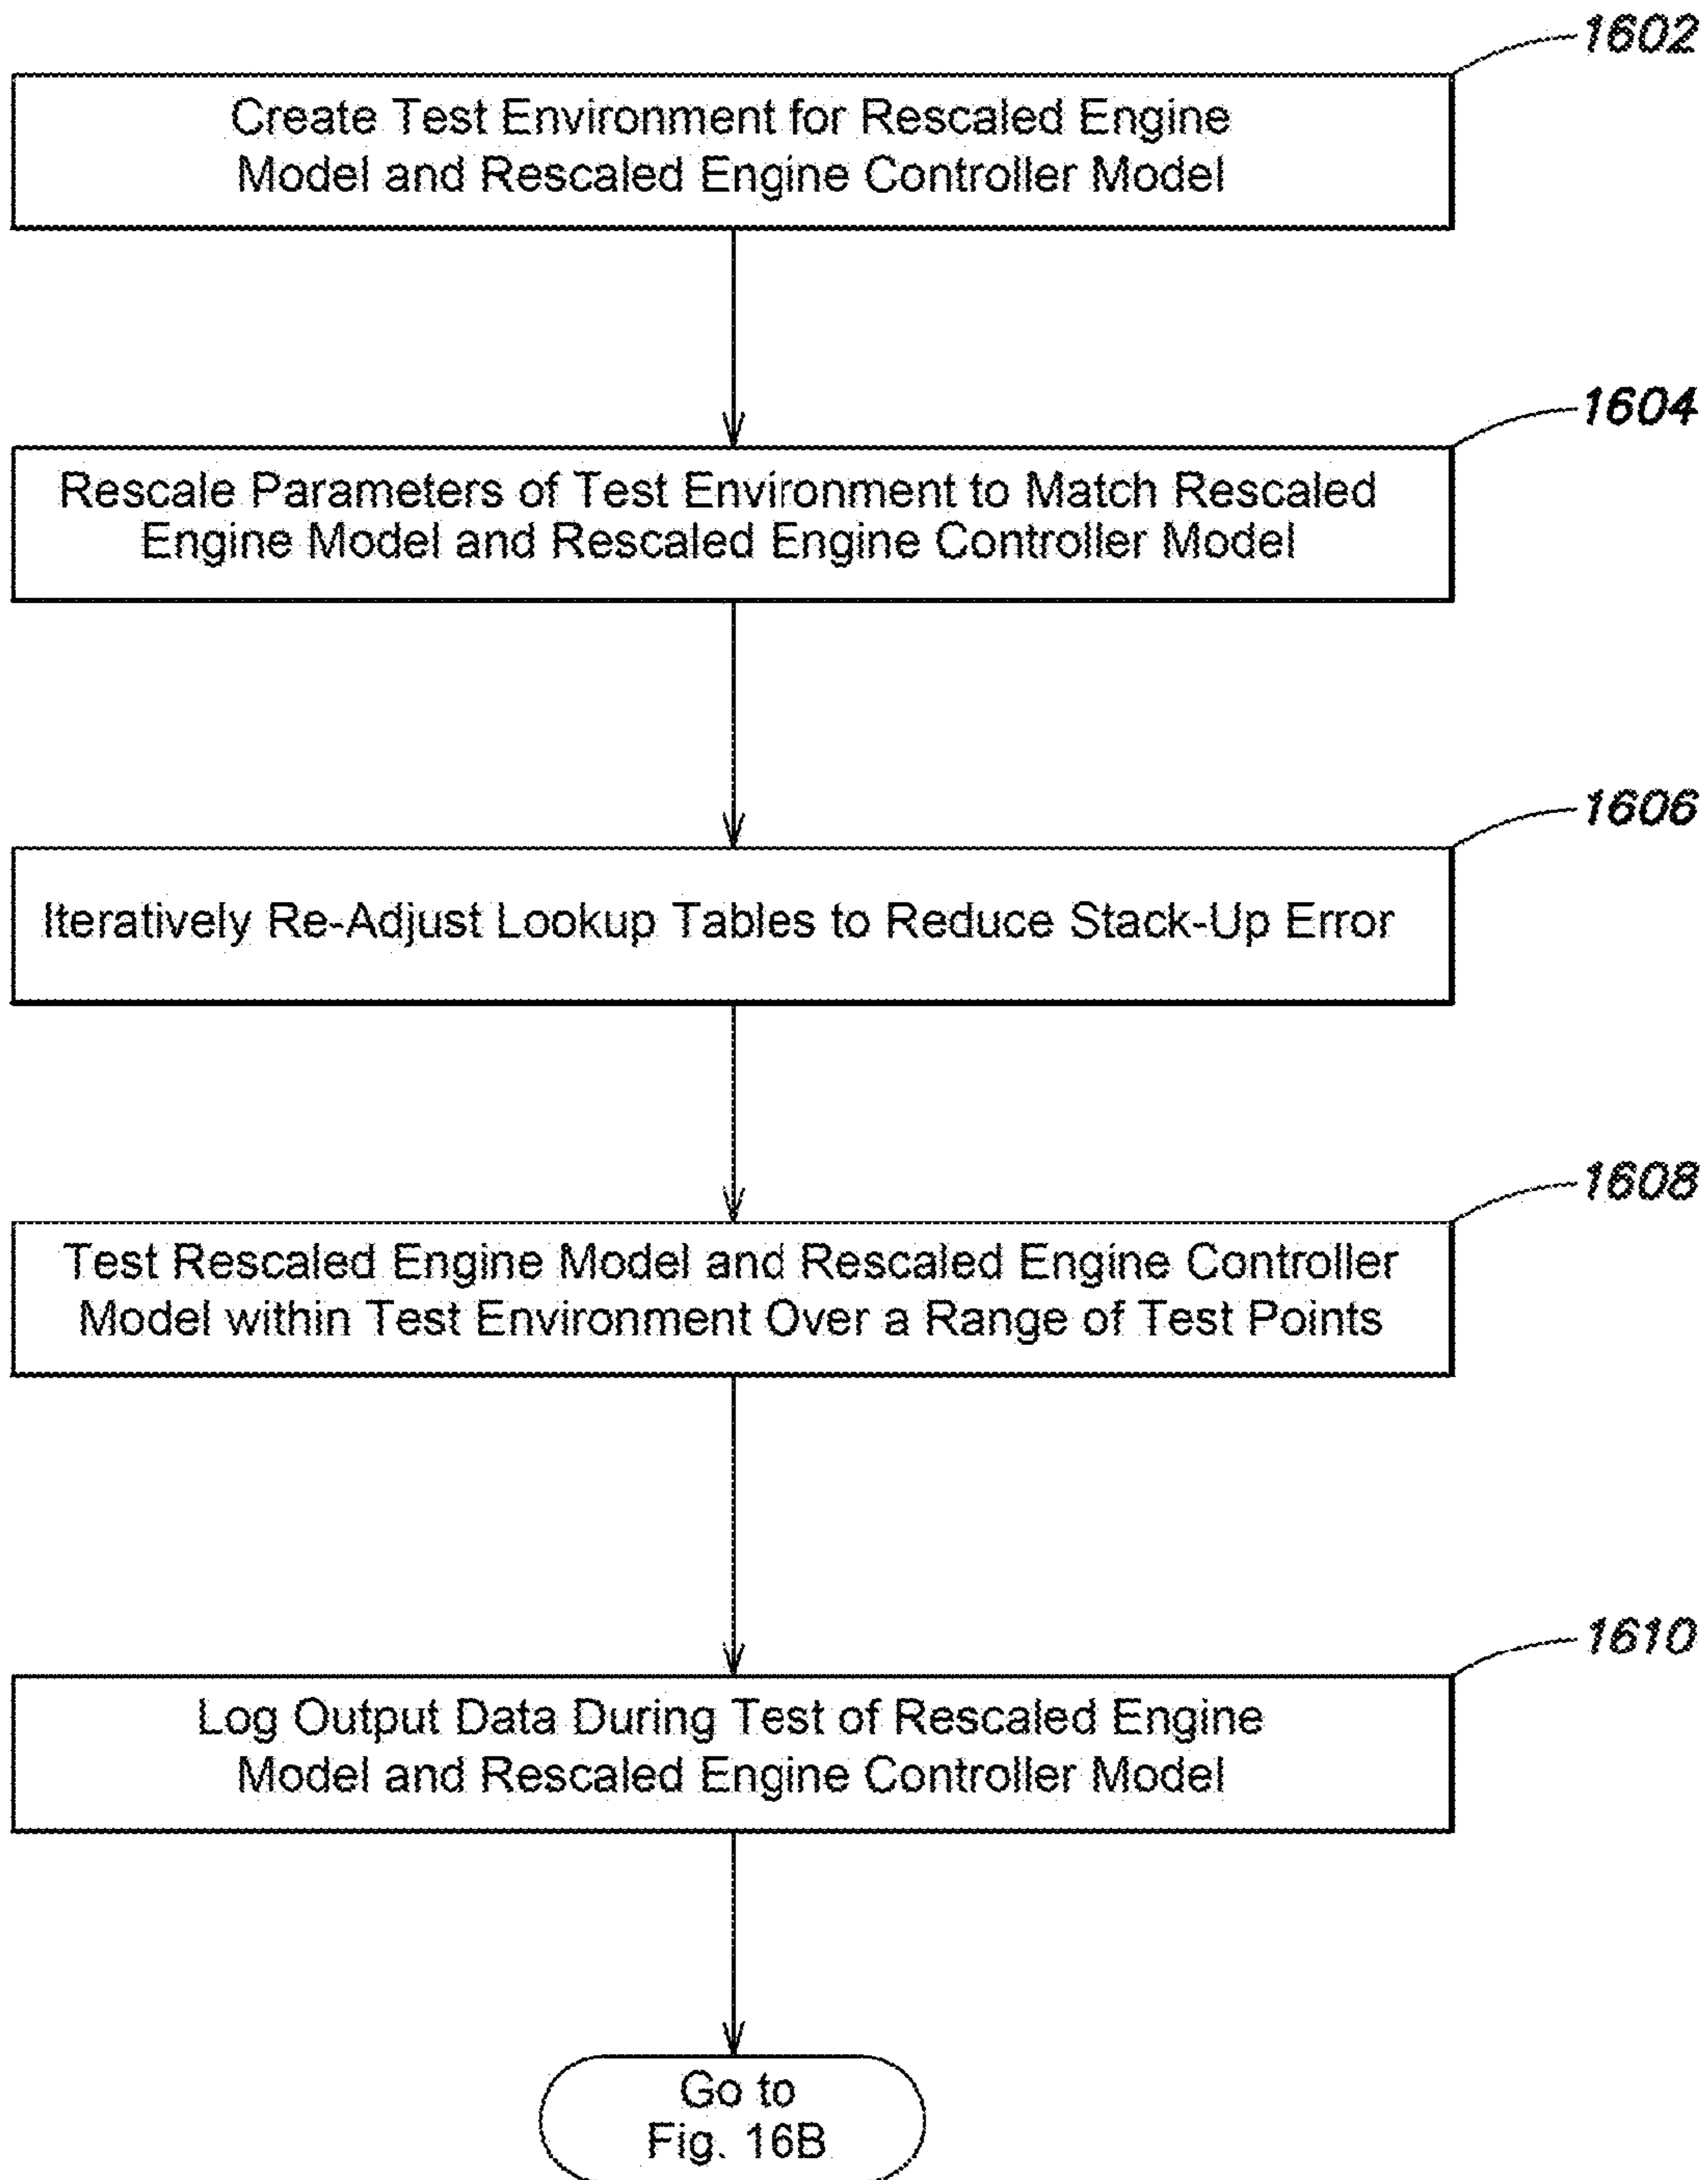 1602
Create Test Environment for Rescaled Engine
Model and Rescaled Engine Controller Model
1604
Rescale Parameters of Test Environment to Match Rescaled
Engine Model and Rescaled Engine Controller Model
1606
Iteratively Re-Adjust Lookup Tables to Reduce Stack-Up Error
1608
Test Rescaled Engine Model and Rescaled Engine Controller
Model within Test Environment Over a Range of Test Points
1610
Log Output Data During Test of Rescaled Engine
Model and Rescaled Engine Controller Model
Go to
Fig. 16B